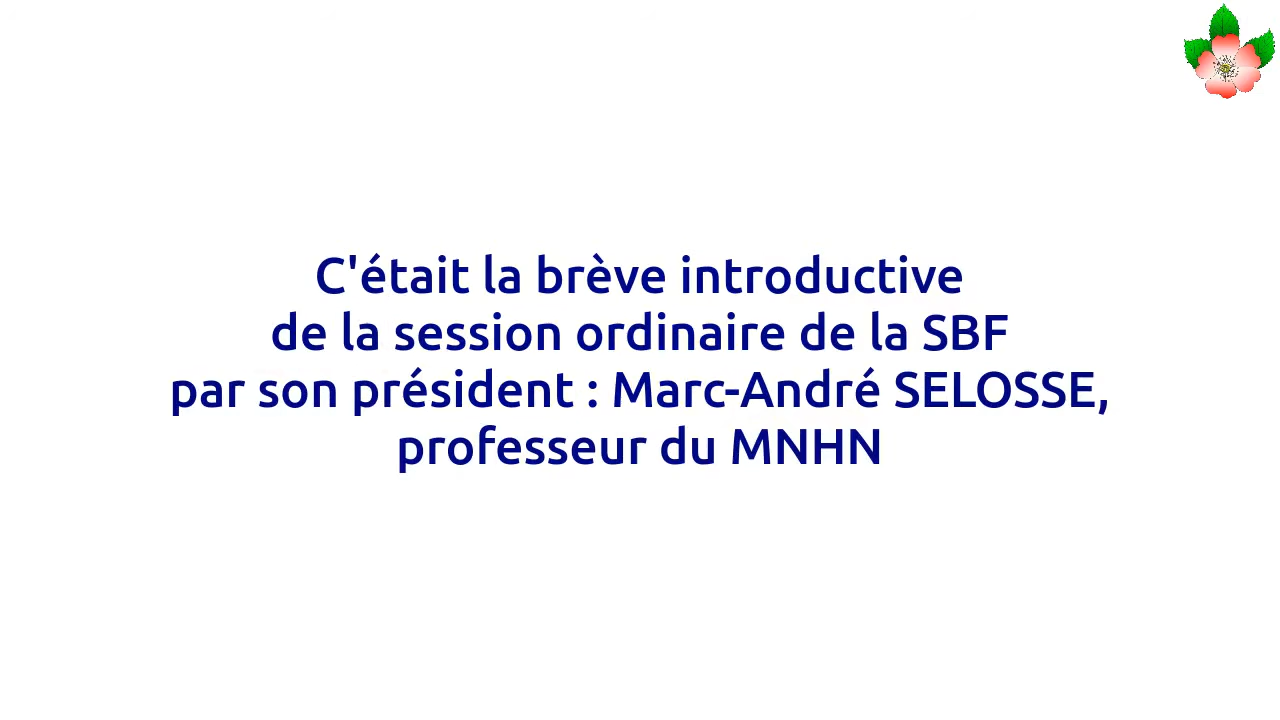 C'était la brève introductive
de la session ordinaire de la SBF
par son président : Marc-André SELOSSE,
professeur du MNHN